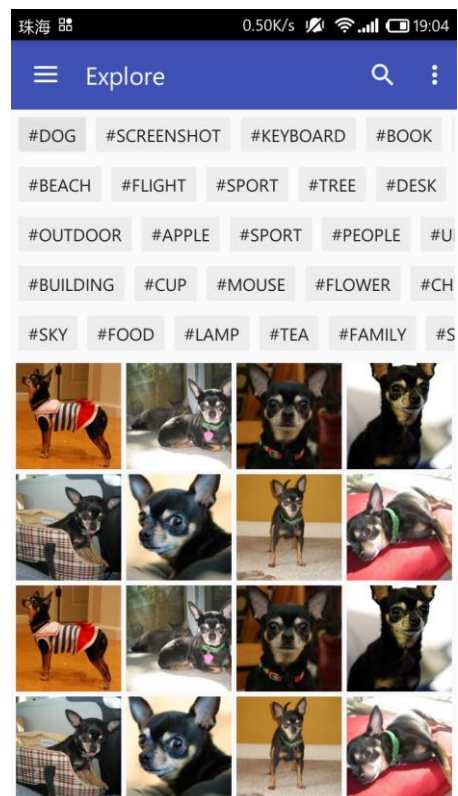 珠海 0.50K/s 19:04
Explore
#DOG #SCREENSHOT #KEYBOARD #BOOK
#BEACH #FLIGHT #SPORT #TREE #DESK
#OUTDOOR #APPLE #SPORT #PEOPLE #U
#BUILDING #CUP #MOUSE #FLOWER #CH
#SKY #FOOD #LAMP #TEA #FAMILY #S